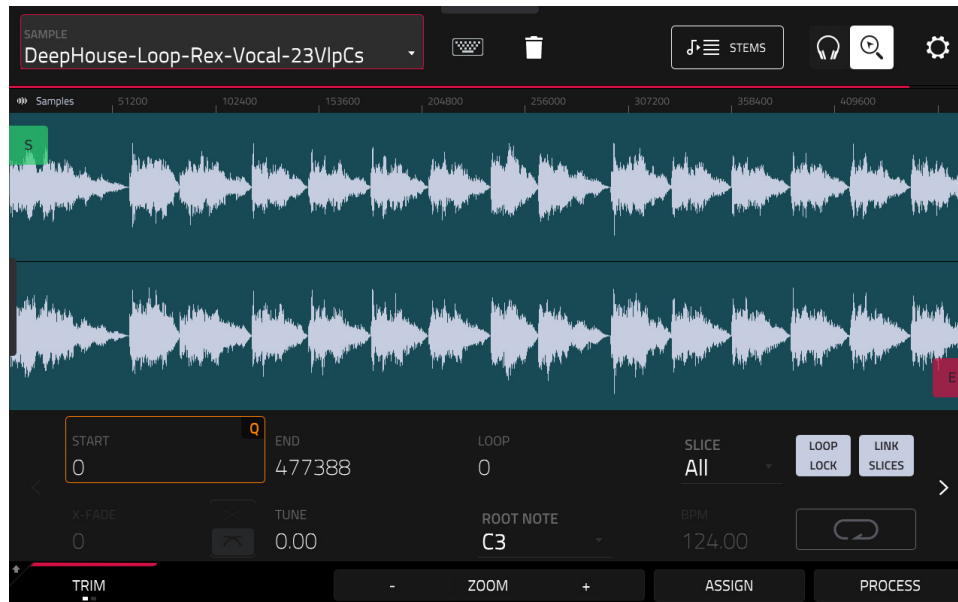 SAMPLE
DeepHouse-Loop-Rex-Vocal-23VlpCs
STEMS
Samples 51200 102400 153600 204800 256000 307200 358400 409600
S
E
START Q END LOOP SLICE LOOP LOCK LINK SLICES
0 477388 0 All
X-FADE TUNE ROOT NOTE BPM
0 0.00 C3 124.00
TRIM - ZOOM + ASSIGN PROCESS